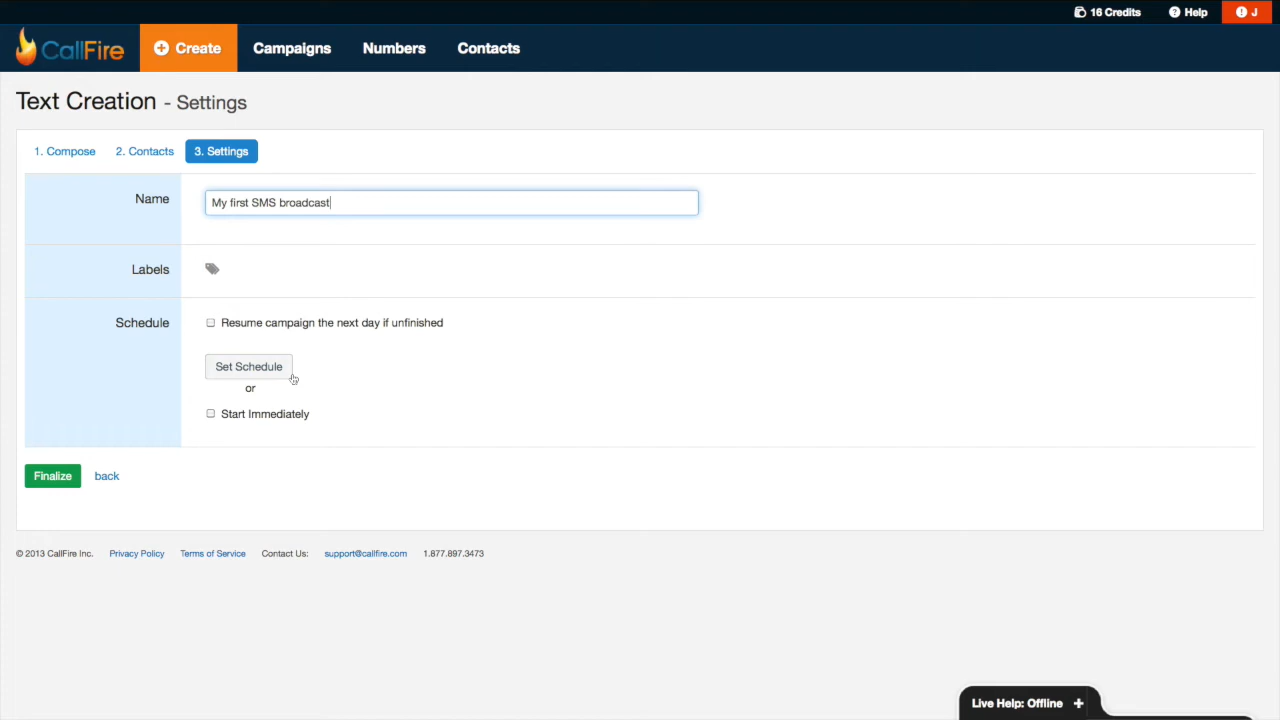 16 Credits Help J
CallFire Create Campaigns Numbers Contacts
Text Creation - Settings
1. Compose 2. Contacts 3. Settings
Name My first SMS broadcast
Labels
Schedule Resume campaign the next day if unfinished
Set Schedule
or
Start Immediately
Finalize back
© 2013 CallFire Inc. Privacy Policy Terms of Service Contact Us: support@callfire.com 1.877.897.3473
Live Help: Offline +